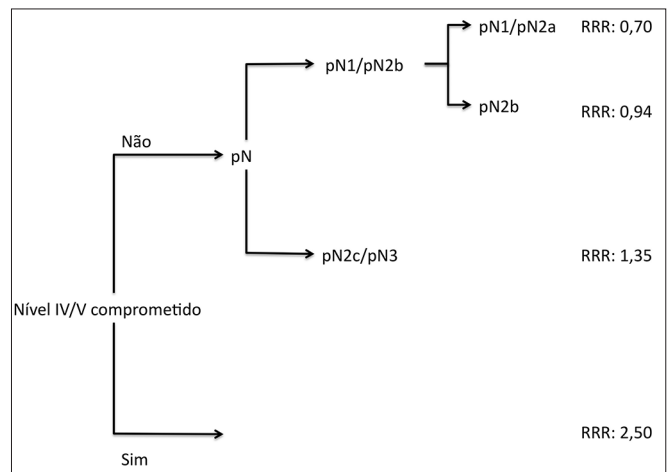 pN1/pN2a RRR: 0,70
pN1/pN2b
pN2b RRR: 0,94
Não
pN
pN2c/pN3 RRR: 1,35
Nível IV/V comprometido
RRR: 2,50
Sim